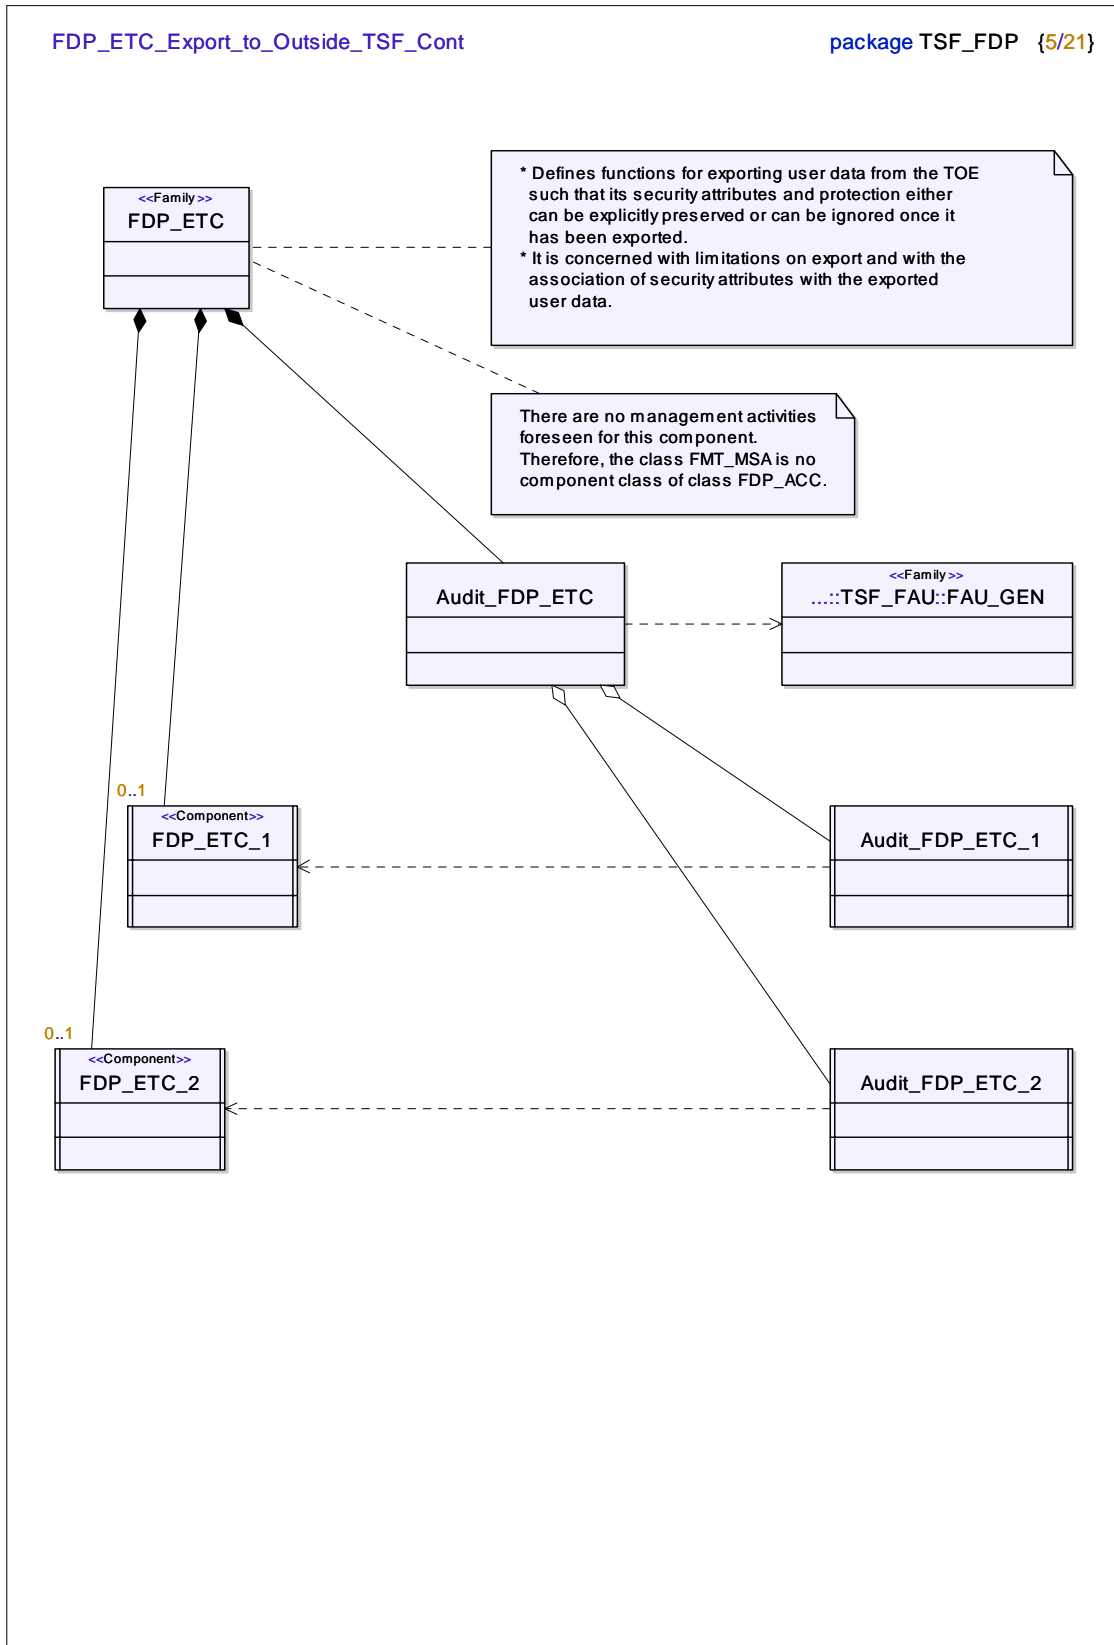 FDP_ETC_Export_to_Outside_TSF_Cont
package TSF_FDP {5/21}
<<Family>>
FDP_ETC
* Defines functions for exporting user data from the TOE
such that its security attributes and protection either
can be explicitly preserved or can be ignored once it
has been exported.
* It is concerned with limitations on export and with the
association of security attributes with the exported
user data.
There are no management activities
foreseen for this component.
Therefore, the class FMT_MSA is no
component class of class FDP_ACC.
Audit_FDP_ETC
<<Family>>
...::TSF_FAU::FAU_GEN
0..1
<<Component>>
FDP_ETC_1
Audit_FDP_ETC_1
0..1
<<Component>>
FDP_ETC_2
Audit_FDP_ETC_2